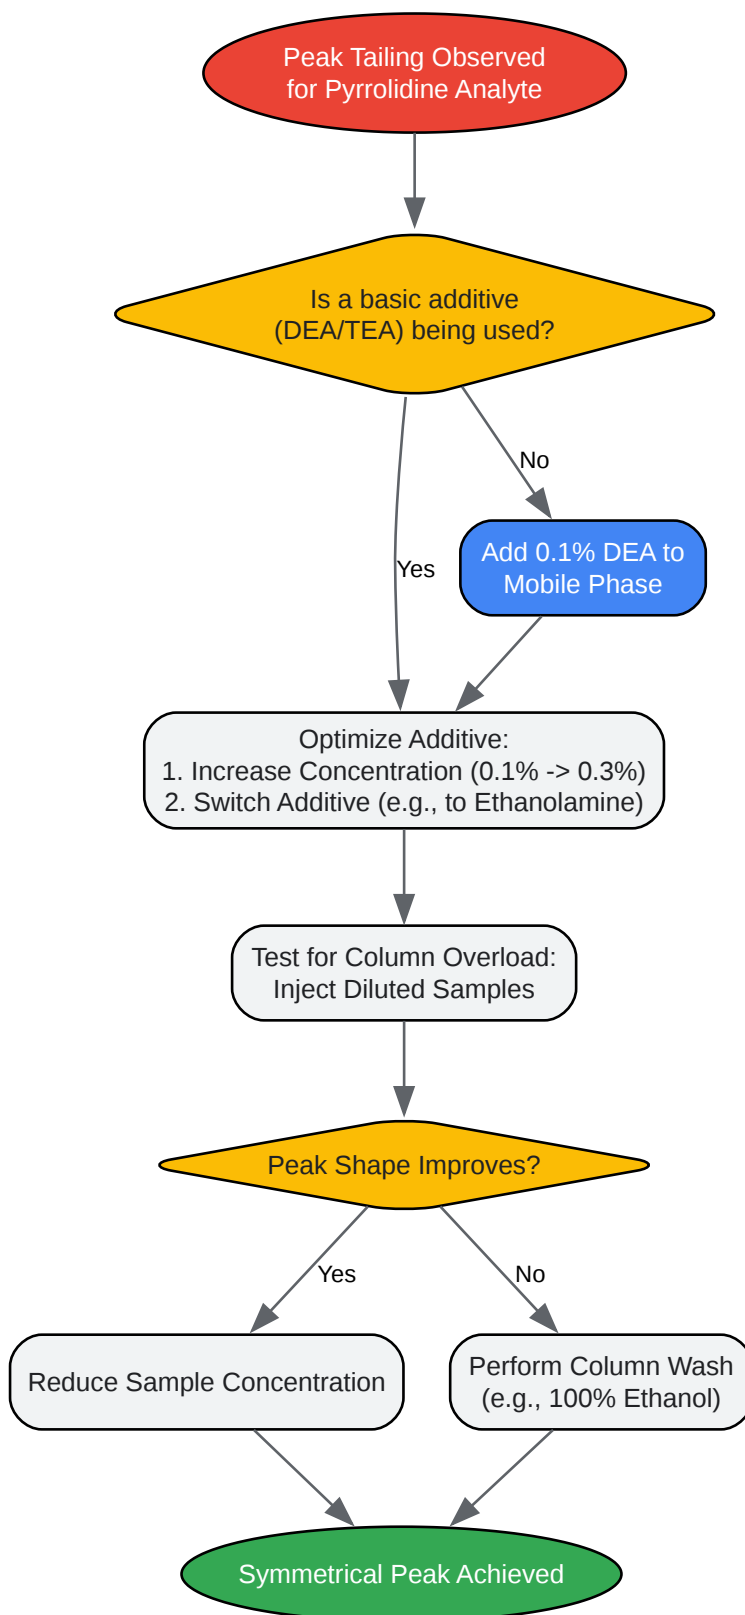 Peak Tailing Observed
for Pyrrolidine Analyte
Is a basic additive
(DEA/TEA) being used?
No
Add 0.1% DEA to
Mobile Phase
Yes
Optimize Additive:
1. Increase Concentration (0.1% -> 0.3%)
2. Switch Additive (e.g., to Ethanolamine)
Test for Column Overload:
Inject Diluted Samples
Peak Shape Improves?
Yes
No
Reduce Sample Concentration
Perform Column Wash
(e.g., 100% Ethanol)
Symmetrical Peak Achieved